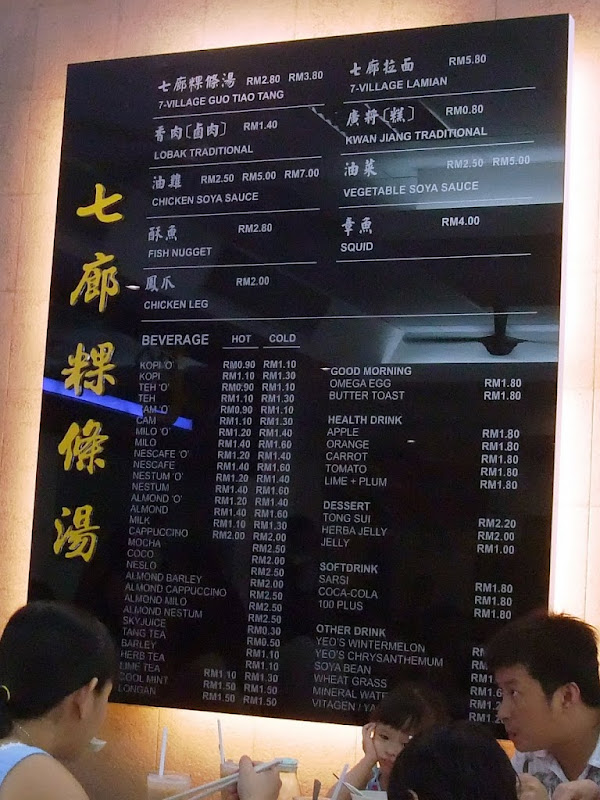 七廊粿條湯
七廊粿條湯 RM2.80 RM3.80
7-VILLAGE GUO TIAO TANG
香肉〔卤肉〕 RM1.40
LOBAK TRADITIONAL
油雞 RM2.50 RM5.00 RM7.00
CHICKEN SOYA SAUCE
酥魚 RM2.80
FISH NUGGET
鳳爪 RM2.00
CHICKEN LEG
七廊拉面 RM5.80
7-VILLAGE LAMIAN
廣將〔糕〕 RM0.80
KWAN JIANG TRADITIONAL
油菜 RM2.50 RM5.00
VEGETABLE SOYA SAUCE
章魚 RM4.00
SQUID
BEVERAGE HOT COLD
KOPI 'O' RM0.90 RM1.10
KOPI RM1.10 RM1.30
TEH 'O' RM0.90 RM1.10
TEH RM1.10 RM1.30
CAM 'O' RM0.90 RM1.10
CAM RM1.10 RM1.30
MILO 'O' RM1.20 RM1.40
MILO RM1.40 RM1.60
NESCAFE 'O' RM1.20 RM1.40
NESCAFE RM1.40 RM1.60
NESTUM 'O' RM1.20 RM1.40
NESTUM RM1.40 RM1.60
ALMOND 'O' RM1.20 RM1.40
ALMOND RM1.40 RM1.60
MILK RM1.10 RM1.30
CAPPUCCINO RM2.00 RM2.00
MOCHA RM2.50
COCO RM2.50
NESLO RM2.50
ALMOND BARLEY RM2.00
ALMOND CAPPUCCINO RM2.50
ALMOND MILO RM2.50
ALMOND NESTUM RM2.50
SKYJUICE RM0.30
TANG TEA RM0.50
BARLEY RM1.10
HERB TEA RM1.10
LIME TEA RM1.10 RM1.30
COOL MINT RM1.50 RM1.50
LONGAN RM1.50 RM1.50
GOOD MORNING
OMEGA EGG RM1.80
BUTTER TOAST RM1.80
HEALTH DRINK
APPLE RM1.80
ORANGE RM1.80
CARROT RM1.80
TOMATO RM1.80
LIME + PLUM RM1.80
DESSERT
TONG SUI RM2.20
HERBA JELLY RM2.00
JELLY RM1.00
SOFTDRINK
SARSI RM1.80
COCA-COLA RM1.80
100 PLUS RM1.80
OTHER DRINK
YEO'S WINTERMELON
YEO'S CHRYSANTHEMUM
SOYA BEAN
WHEAT GRASS
MINERAL WATE
VITAGEN / YA